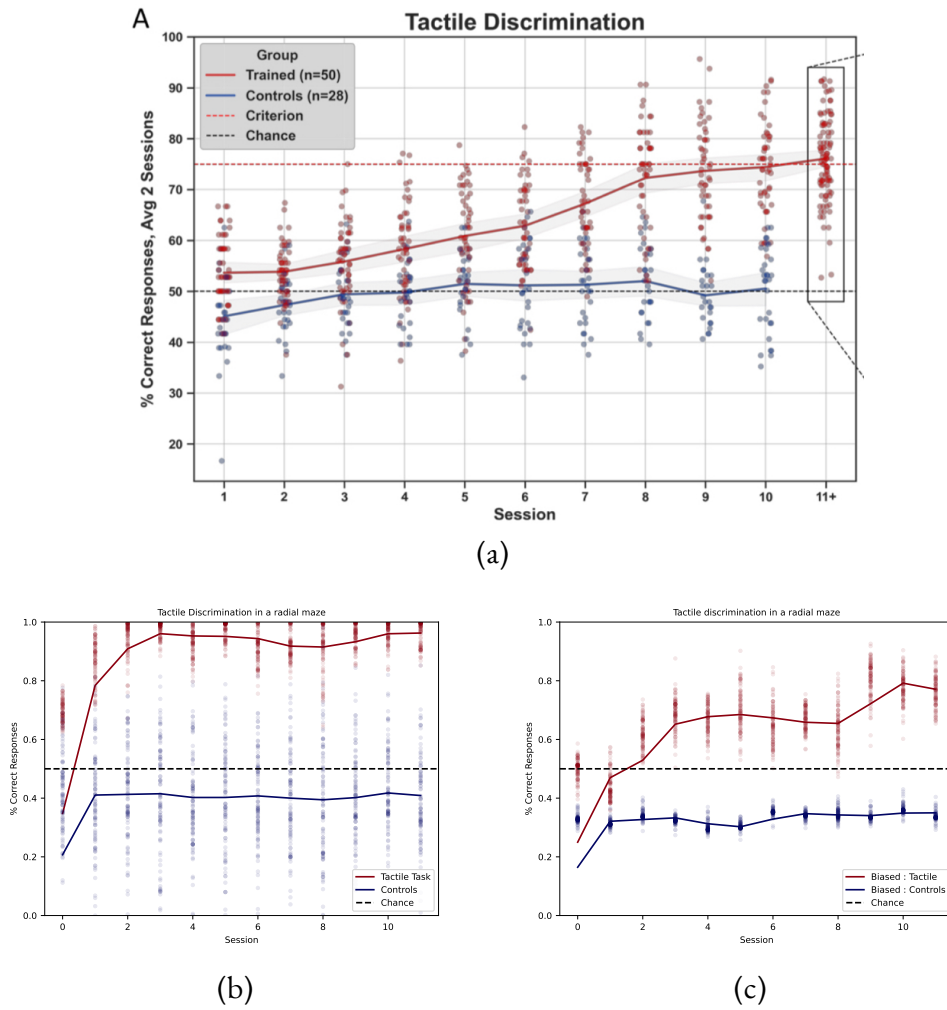 A
Tactile Discrimination
% Correct Responses, Avg 2 Sessions
100
90
80
70
60
50
40
30
20
Group
Trained (n=50)
Controls (n=28)
Criterion
Chance
1 2 3 4 5 6 7 8 9 10 11+
Session
(a)
Tactile Discrimination in a radial maze
% Correct Responses
1.0
0.8
0.6
0.4
0.2
0.0
Tactile Task
Controls
Chance
0 2 4 6 8 10
Session
(b)
Tactile discrimination in a radial maze
% Correct Responses
1.0
0.8
0.6
0.4
0.2
0.0
Biased : Tactile
Biased : Controls
Chance
0 2 4 6 8 10
Session
(c)